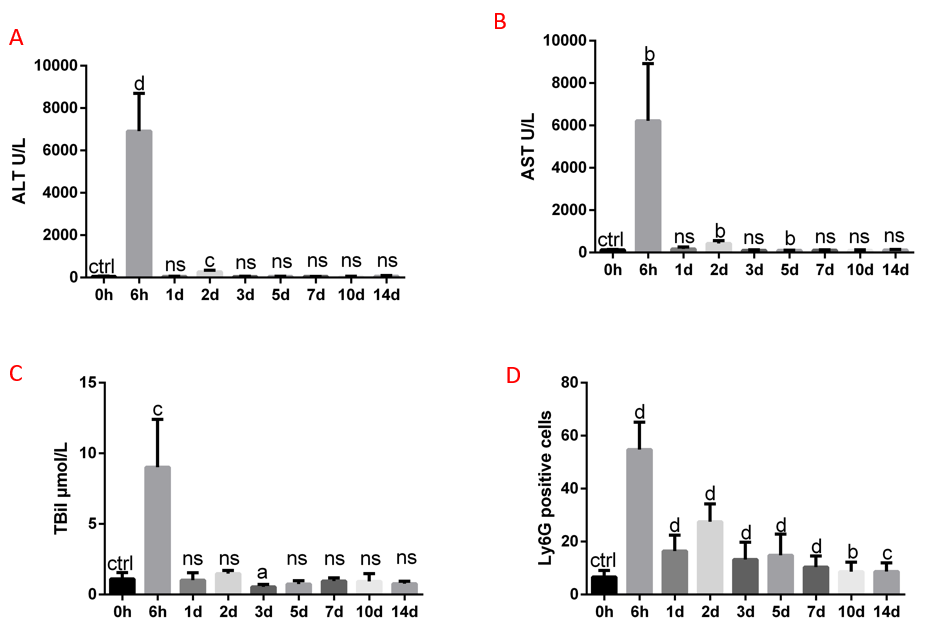 A
ALT U/L
10000
8000
6000
4000
2000
0
ctrl d ns c ns ns ns ns ns
0h 6h 1d 2d 3d 5d 7d 10d 14d
B
AST U/L
10000
8000
6000
4000
2000
0
ctrl b ns b ns b ns ns ns
0h 6h 1d 2d 3d 5d 7d 10d 14d
C
TBil μmol/L
15
10
5
0
ctrl c ns ns a ns ns ns ns
0h 6h 1d 2d 3d 5d 7d 10d 14d
D
Ly6G positive cells
80
60
40
20
0
ctrl d d d d d d b c
0h 6h 1d 2d 3d 5d 7d 10d 14d